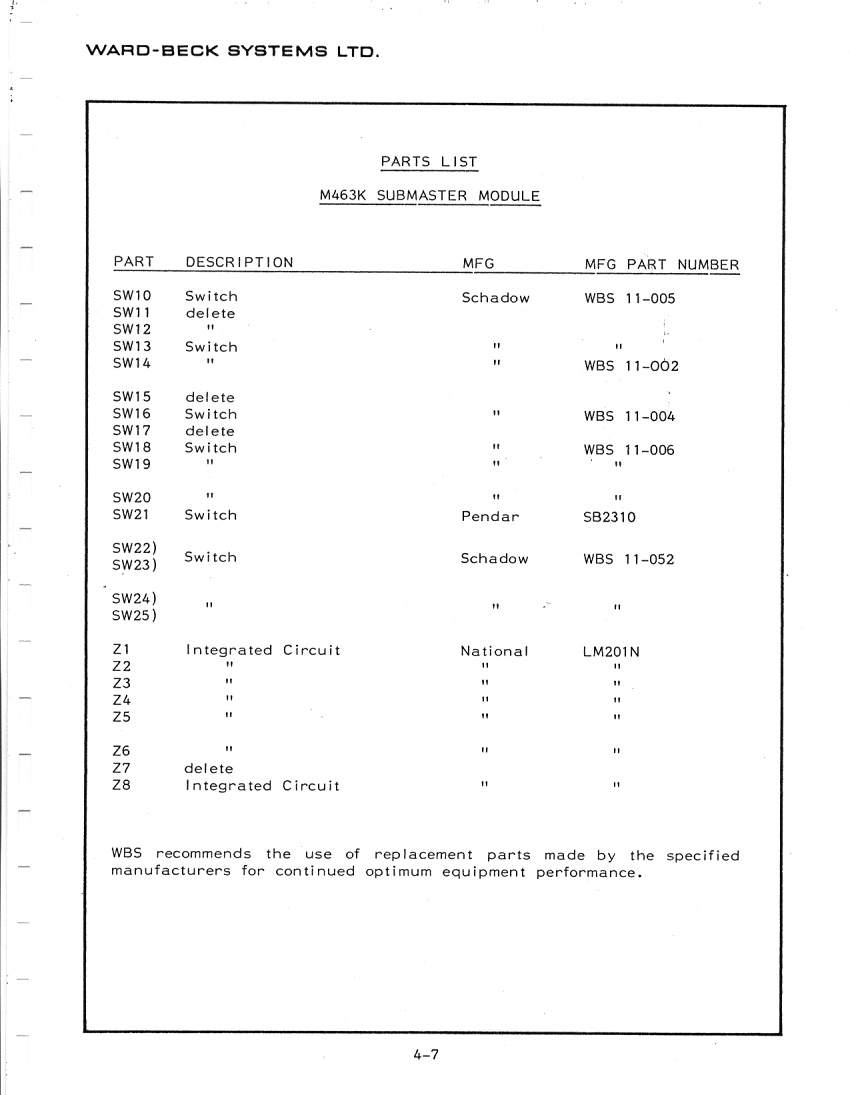 WARD-BECK SYSTEMS LTD.
PARTS LIST
M463K SUBMASTER MODULE
PART DESCRIPTION MFG MFG PART NUMBER
SW10 Switch Schadow WBS 11-005
SW11 delete
SW12 "
SW13 Switch " "
SW14 " " WBS 11-002
SW15 delete
SW16 Switch " WBS 11-004
SW17 delete
SW18 Switch " WBS 11-006
SW19 " " "
SW20 " " "
SW21 Switch Pendar SB2310
SW22)
SW23) Switch Schadow WBS 11-052
SW24)
SW25) " " "
Z1 Integrated Circuit National LM201N
Z2 " " "
Z3 " " "
Z4 " " "
Z5 " " "
Z6 " " "
Z7 delete
Z8 Integrated Circuit " "
WBS recommends the use of replacement parts made by the specified
manufacturers for continued optimum equipment performance.
4-7